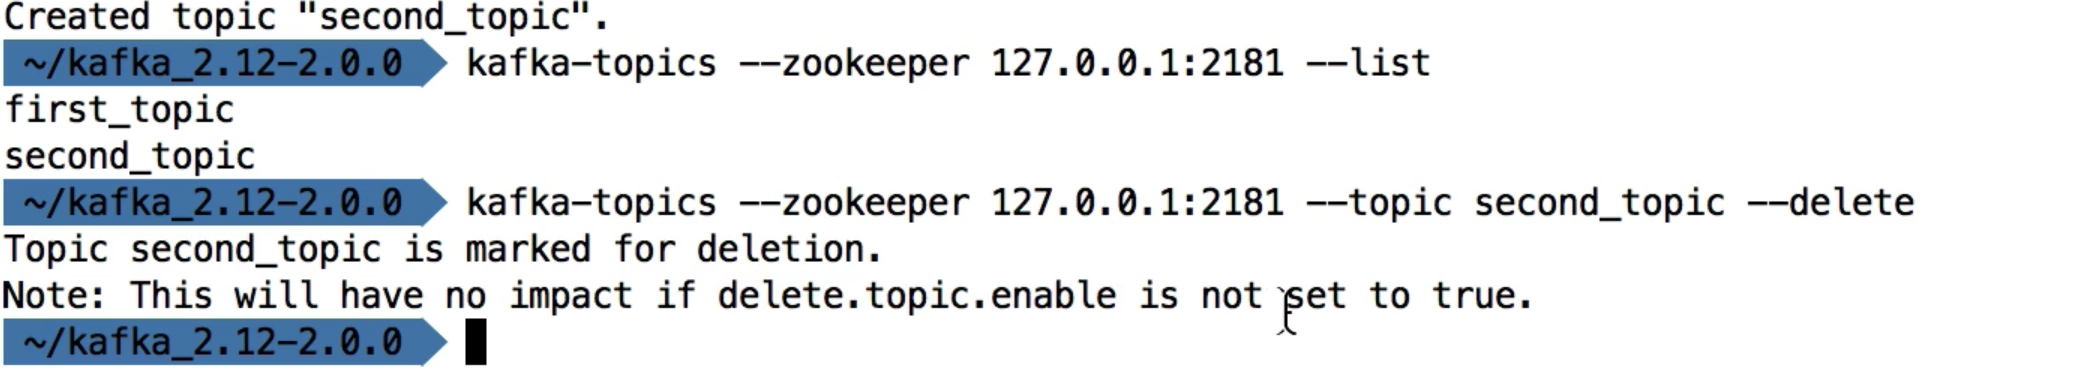 Created topic "second_topic".
~/kafka_2.12-2.0.0 kafka-topics --zookeeper 127.0.0.1:2181 --list
first_topic
second_topic
~/kafka_2.12-2.0.0 kafka-topics --zookeeper 127.0.0.1:2181 --topic second_topic --delete
Topic second_topic is marked for deletion.
Note: This will have no impact if delete.topic.enable is not set to true.
~/kafka_2.12-2.0.0